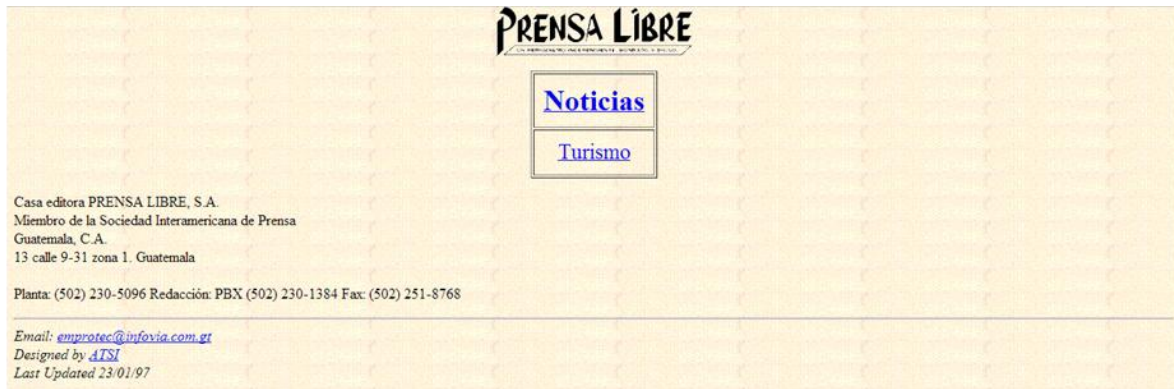 PRENSA LIBRE
Noticias
Turismo
Casa editora PRENSA LIBRE, S.A.
Miembro de la Sociedad Interamericana de Prensa
Guatemala, C.A.
13 calle 9-31 zona 1. Guatemala
Planta: (502) 230-5096 Redacción: PBX (502) 230-1384 Fax: (502) 251-8768
Email: emprotec@infovia.com.gt
Designed by ATSI
Last Updated 23/01/97